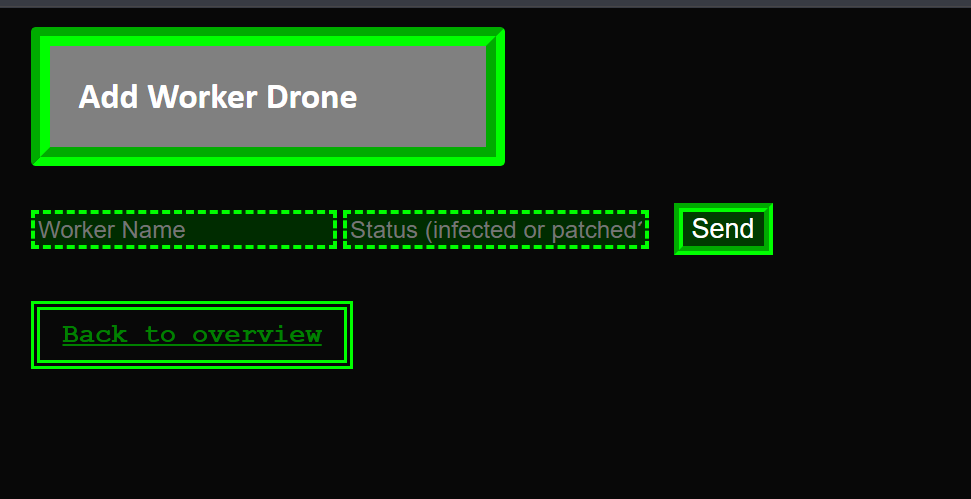 Add Worker Drone
Worker Name
Status (infected or patched
Send
Back to overview